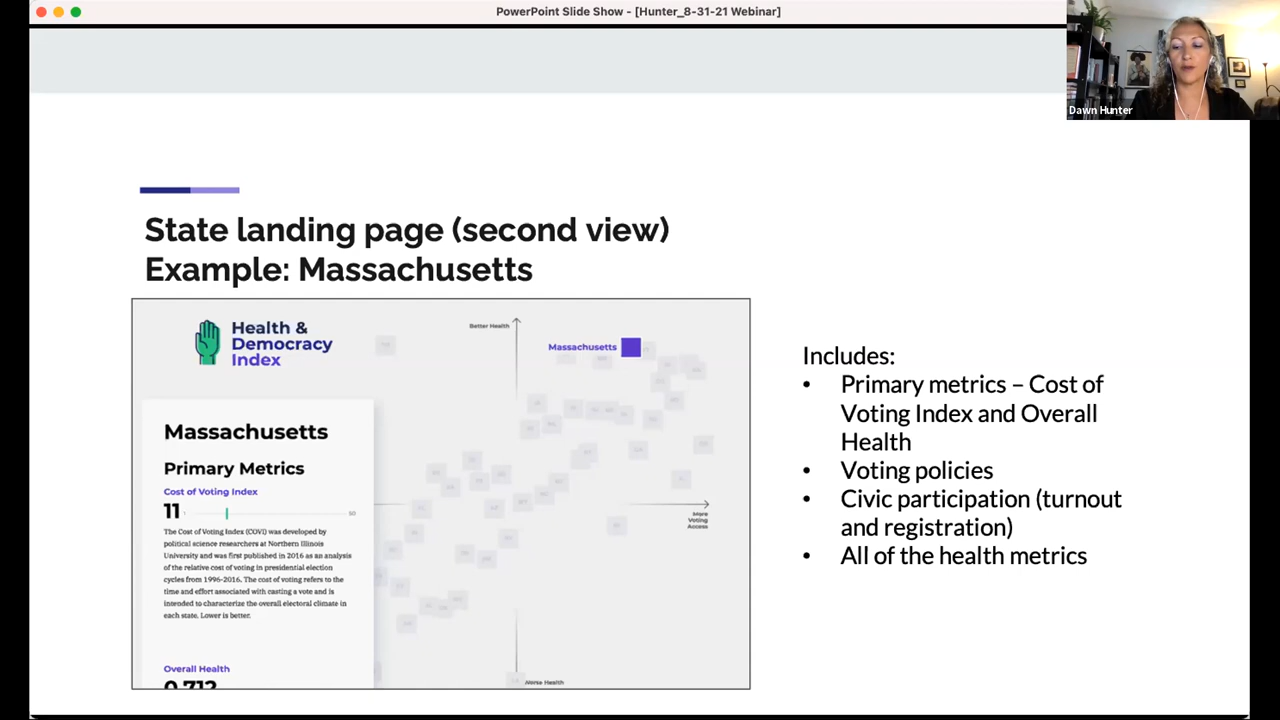 PowerPoint Slide Show - [Hunter_8-31-21 Webinar]
Dawn Hunter
State landing page (second view)
Example: Massachusetts
Health &
Democracy
Index
Better Health
Massachusetts
Massachusetts
Primary Metrics
Cost of Voting Index
11 1 50
The Cost of Voting Index (COVI) was developed by
political science researchers at Northern Illinois
University and was first published in 2016 as an analysis
of the relative cost of voting in presidential election
cycles from 1996-2016. The cost of voting refers to the
time and effort associated with casting a vote and is
intended to characterize the overall electoral climate in
each state. Lower is better.
Overall Health
0.712
More
Voting
Access
Worse Health
Includes:
• Primary metrics – Cost of
Voting Index and Overall
Health
• Voting policies
• Civic participation (turnout
and registration)
• All of the health metrics